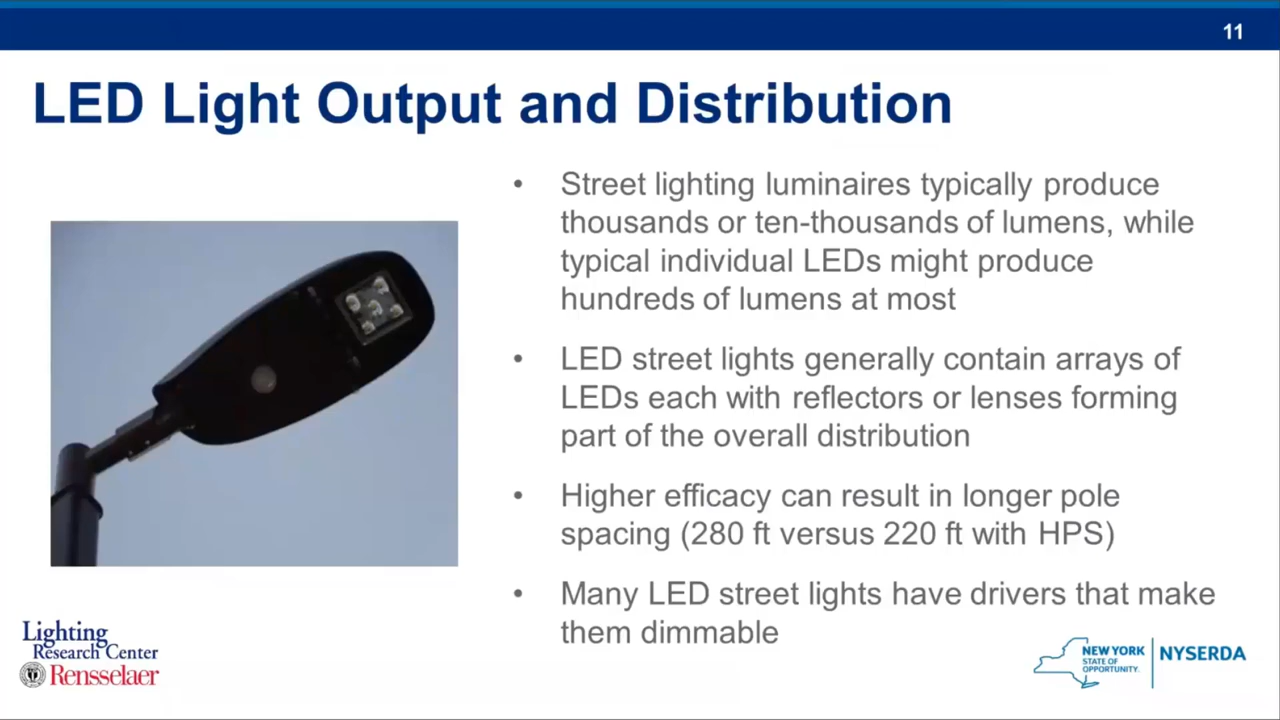 11
LED Light Output and Distribution
• Street lighting luminaires typically produce
thousands or ten-thousands of lumens, while
typical individual LEDs might produce
hundreds of lumens at most
• LED street lights generally contain arrays of
LEDs each with reflectors or lenses forming
part of the overall distribution
• Higher efficacy can result in longer pole
spacing (280 ft versus 220 ft with HPS)
• Many LED street lights have drivers that make
them dimmable
Lighting
Research Center
Rensselaer
NEW YORK
STATE OF
OPPORTUNITY.
NYSERDA